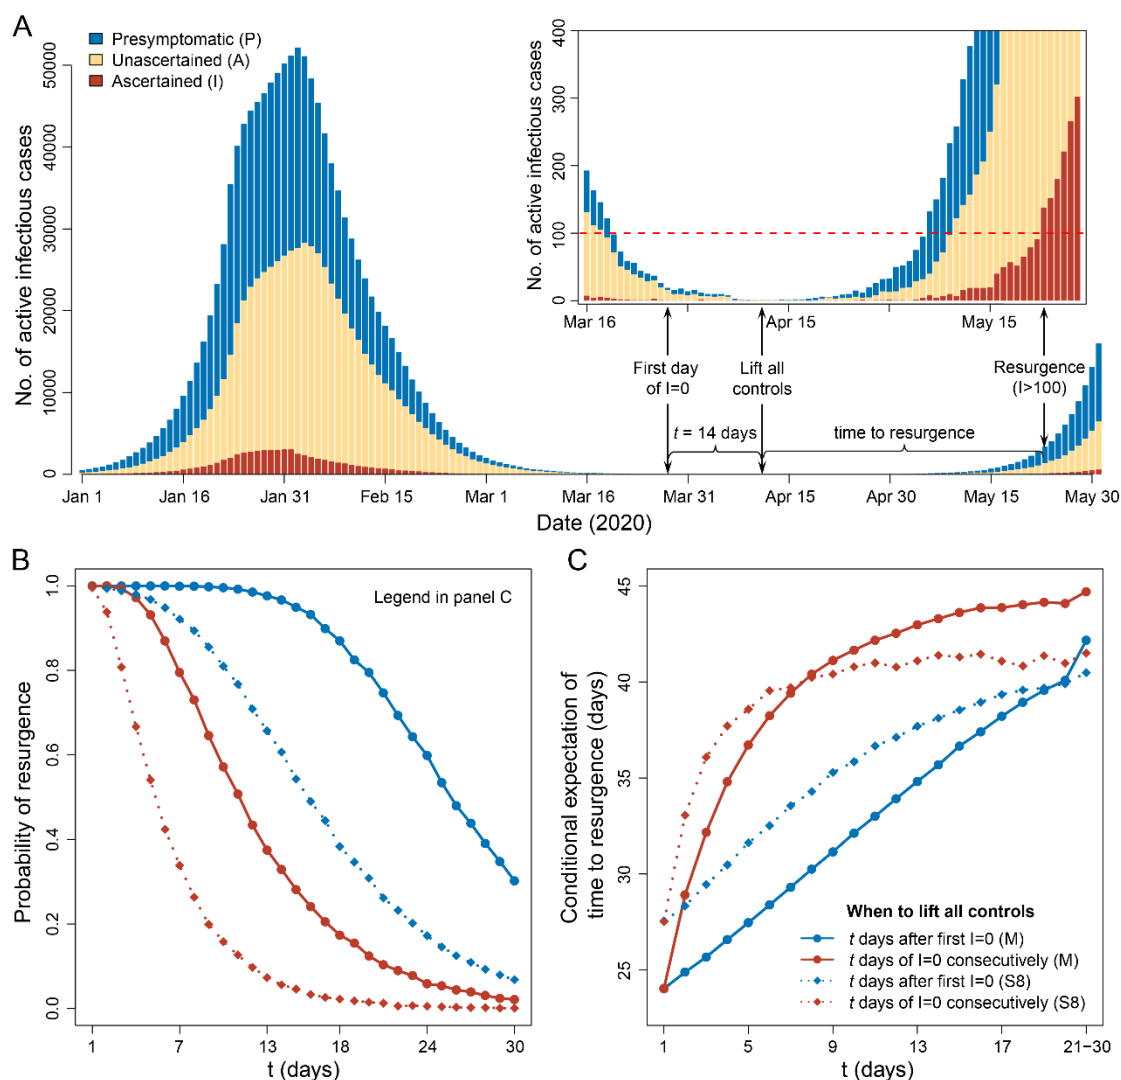 A
Presymptomatic (P)
Unascertained (A)
Ascertained (I)
No. of active infectious cases
50000
40000
30000
20000
10000
0
Jan 1
Jan 16
Jan 31
Feb 15
Mar 1
Mar 16
Mar 31
Apr 15
Apr 30
May 15
May 30
Date (2020)
No. of active infectious cases
400
300
200
100
0
Mar 16
Apr 15
May 15
First day
of I=0
Lift all
controls
Resurgence
(I>100)
t = 14 days
time to resurgence
B
Probability of resurgence
1.0
0.8
0.6
0.4
0.2
0.0
Legend in panel C
1
7
13
18
24
30
t (days)
C
Conditional expectation of
time to resurgence (days)
45
40
35
30
25
When to lift all controls
t days after first I=0 (M)
t days of I=0 consecutively (M)
t days after first I=0 (S8)
t days of I=0 consecutively (S8)
1
5
9
13
17
21−30
t (days)